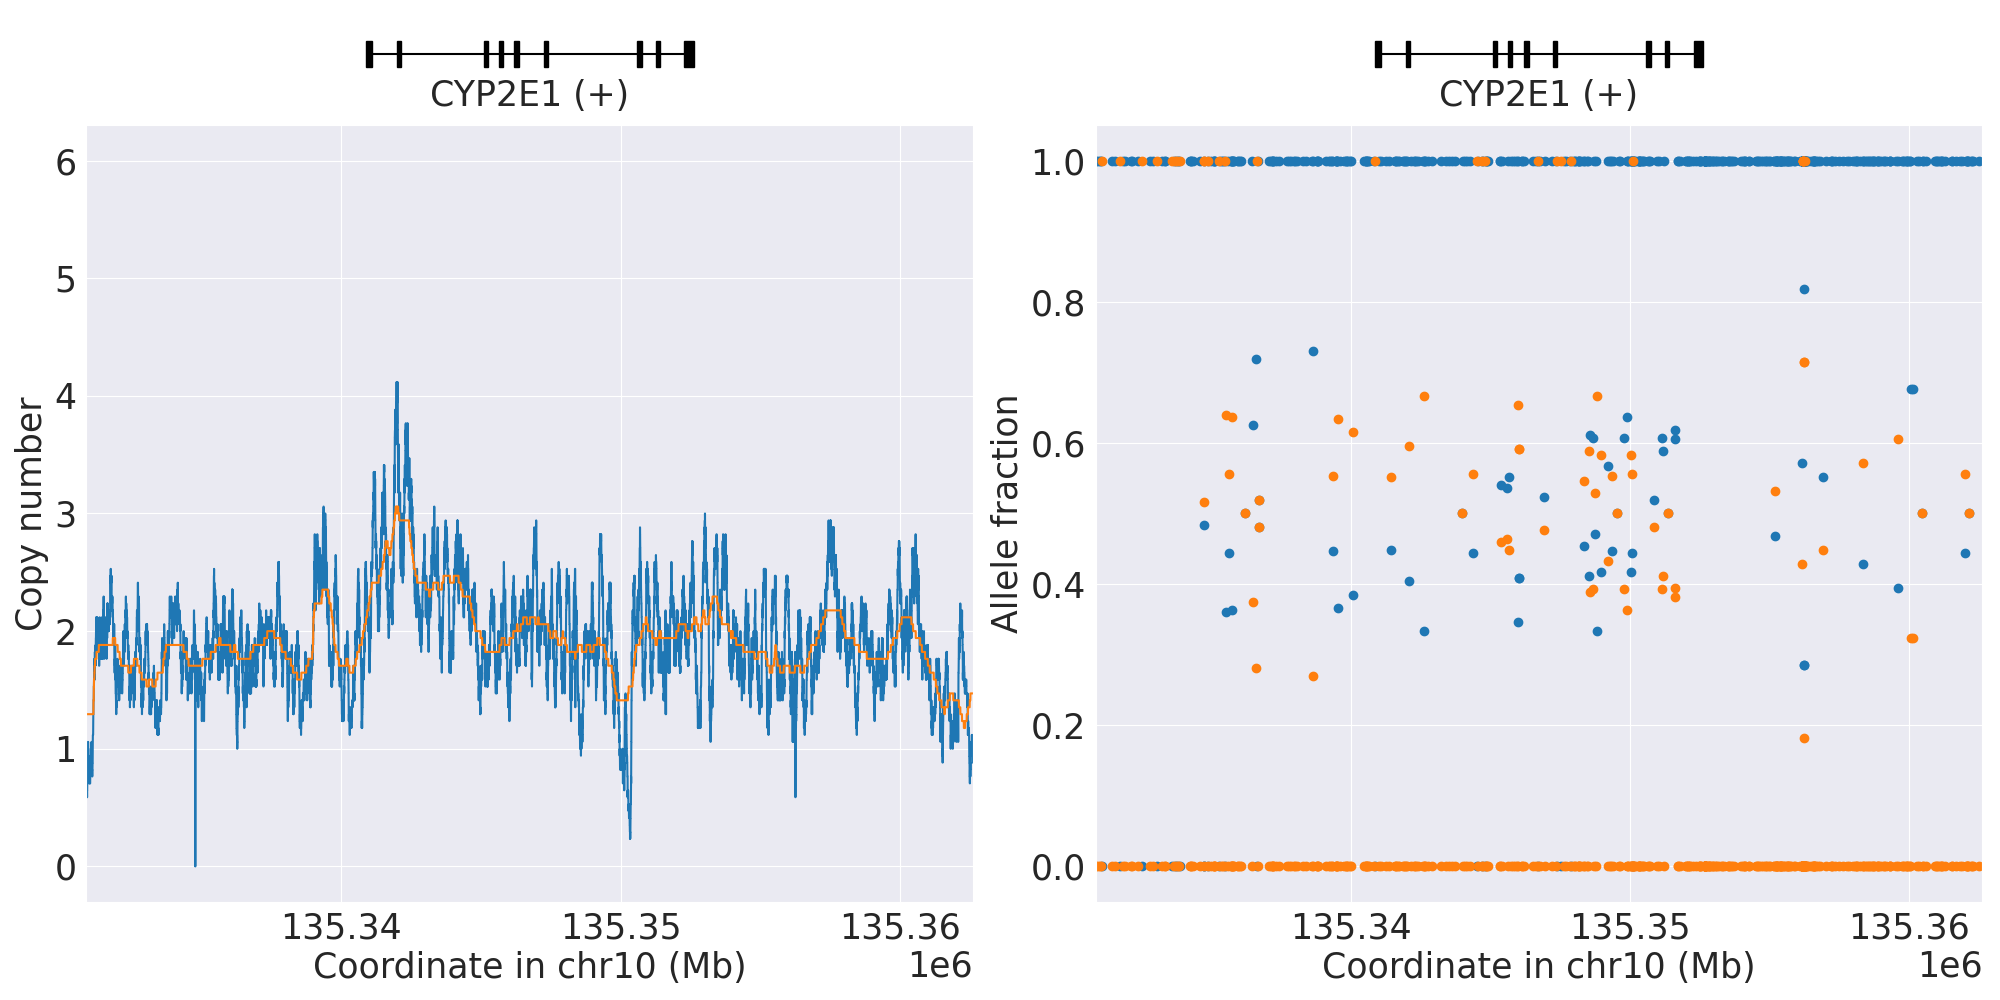 CYP2E1 (+)
6
5
4
3
2
1
0
Copy number
135.34 135.35 135.36
Coordinate in chr10 (Mb)
1e6
CYP2E1 (+)
1.0
0.8
0.6
0.4
0.2
0.0
Allele fraction
135.34 135.35 135.36
Coordinate in chr10 (Mb)
1e6